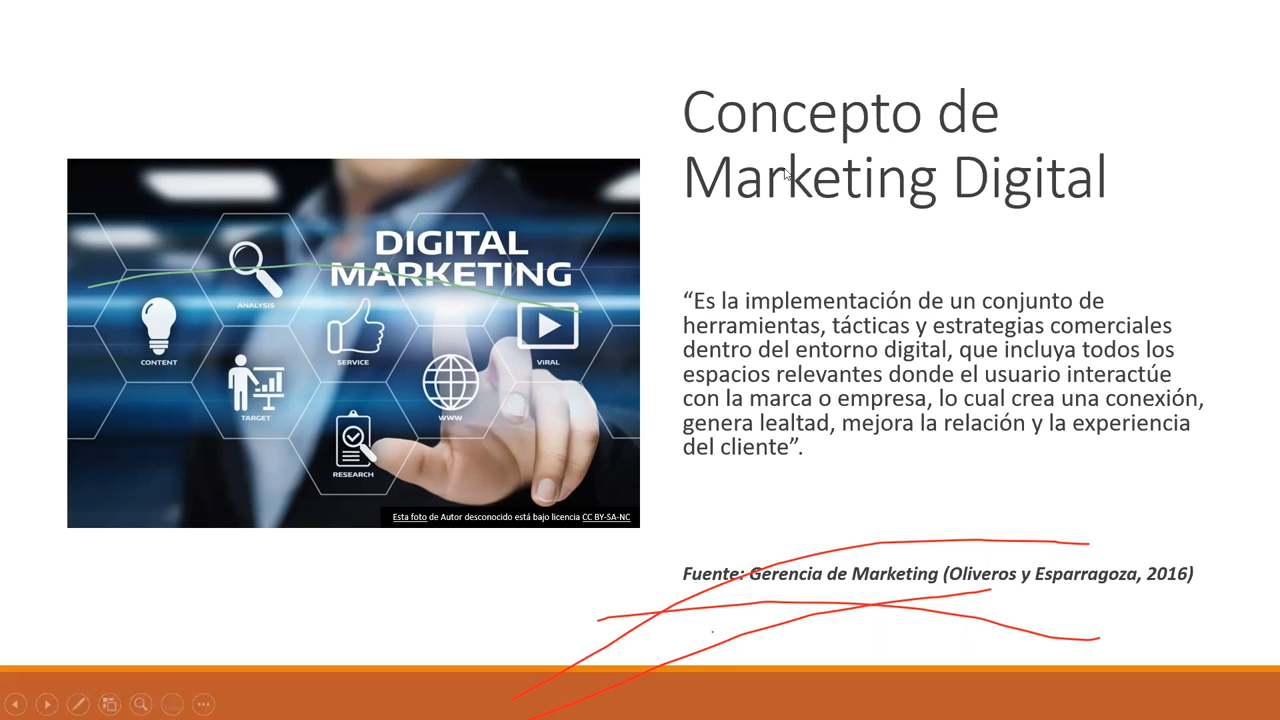 Concepto de
Marketing Digital
DIGITAL
MARKETING
ANALYSIS
CONTENT
SERVICE
VIRAL
TARGET
WWW
RESEARCH
Esta foto de Autor desconocido está bajo licencia CC BY-SA-NC
“Es la implementación de un conjunto de
herramientas, tácticas y estrategias comerciales
dentro del entorno digital, que incluya todos los
espacios relevantes donde el usuario interactúe
con la marca o empresa, lo cual crea una conexión,
genera lealtad, mejora la relación y la experiencia
del cliente”.
Fuente: Gerencia de Marketing (Oliveros y Esparragoza, 2016)